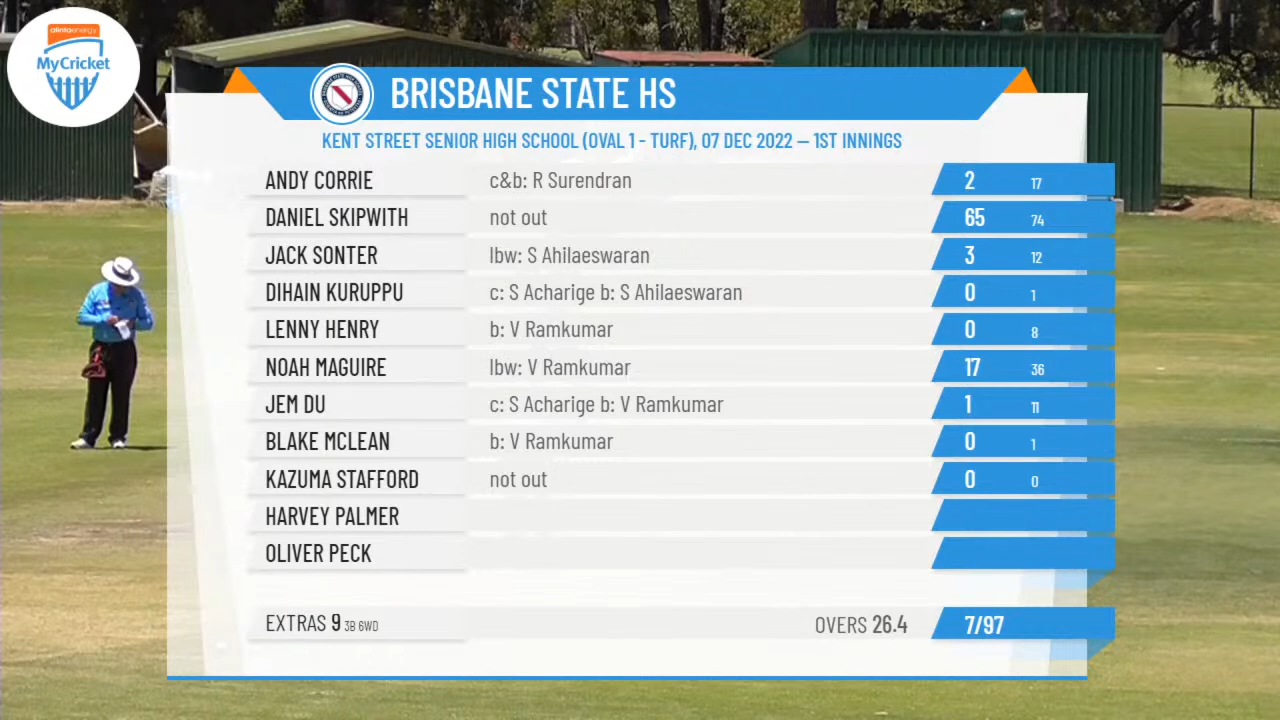 alintaenergy
MyCricket
BRISBANE STATE HS
KENT STREET SENIOR HIGH SCHOOL (OVAL 1 - TURF), 07 DEC 2022 – 1ST INNINGS
ANDY CORRIE c&b: R Surendran 2 17
DANIEL SKIPWITH not out 65 74
JACK SONTER lbw: S Ahilaeswaran 3 12
DIHAIN KURUPPU c: S Acharige b: S Ahilaeswaran 0 1
LENNY HENRY b: V Ramkumar 0 8
NOAH MAGUIRE lbw: V Ramkumar 17 36
JEM DU c: S Acharige b: V Ramkumar 1 11
BLAKE MCLEAN b: V Ramkumar 0 1
KAZUMA STAFFORD not out 0 0
HARVEY PALMER
OLIVER PECK
EXTRAS 9 3B 6WD OVERS 26.4 7/97